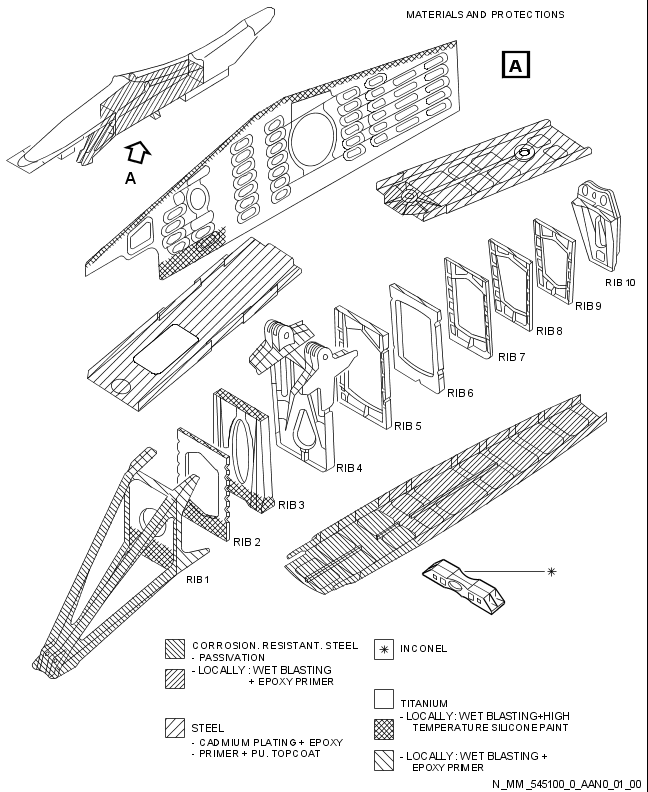 MATERIALS AND PROTECTIONS
A
A
RIB 10
RIB 9
RIB 8
RIB 7
RIB 6
RIB 5
RIB 4
RIB 3
RIB 2
RIB 1
*
CORROSION. RESISTANT. STEEL
- PASSIVATION
- LOCALLY : WET BLASTING
+ EPOXY PRIMER
STEEL
- CADMIUM PLATING + EPOXY
- PRIMER + PU. TOPCOAT
* INCONEL
TITANIUM
- LOCALLY : WET BLASTING+HIGH
TEMPERATURE SILICONE PAINT
- LOCALLY : WET BLASTING +
EPOXY PRIMER
N_MM_545100_0_AAN0_01_00